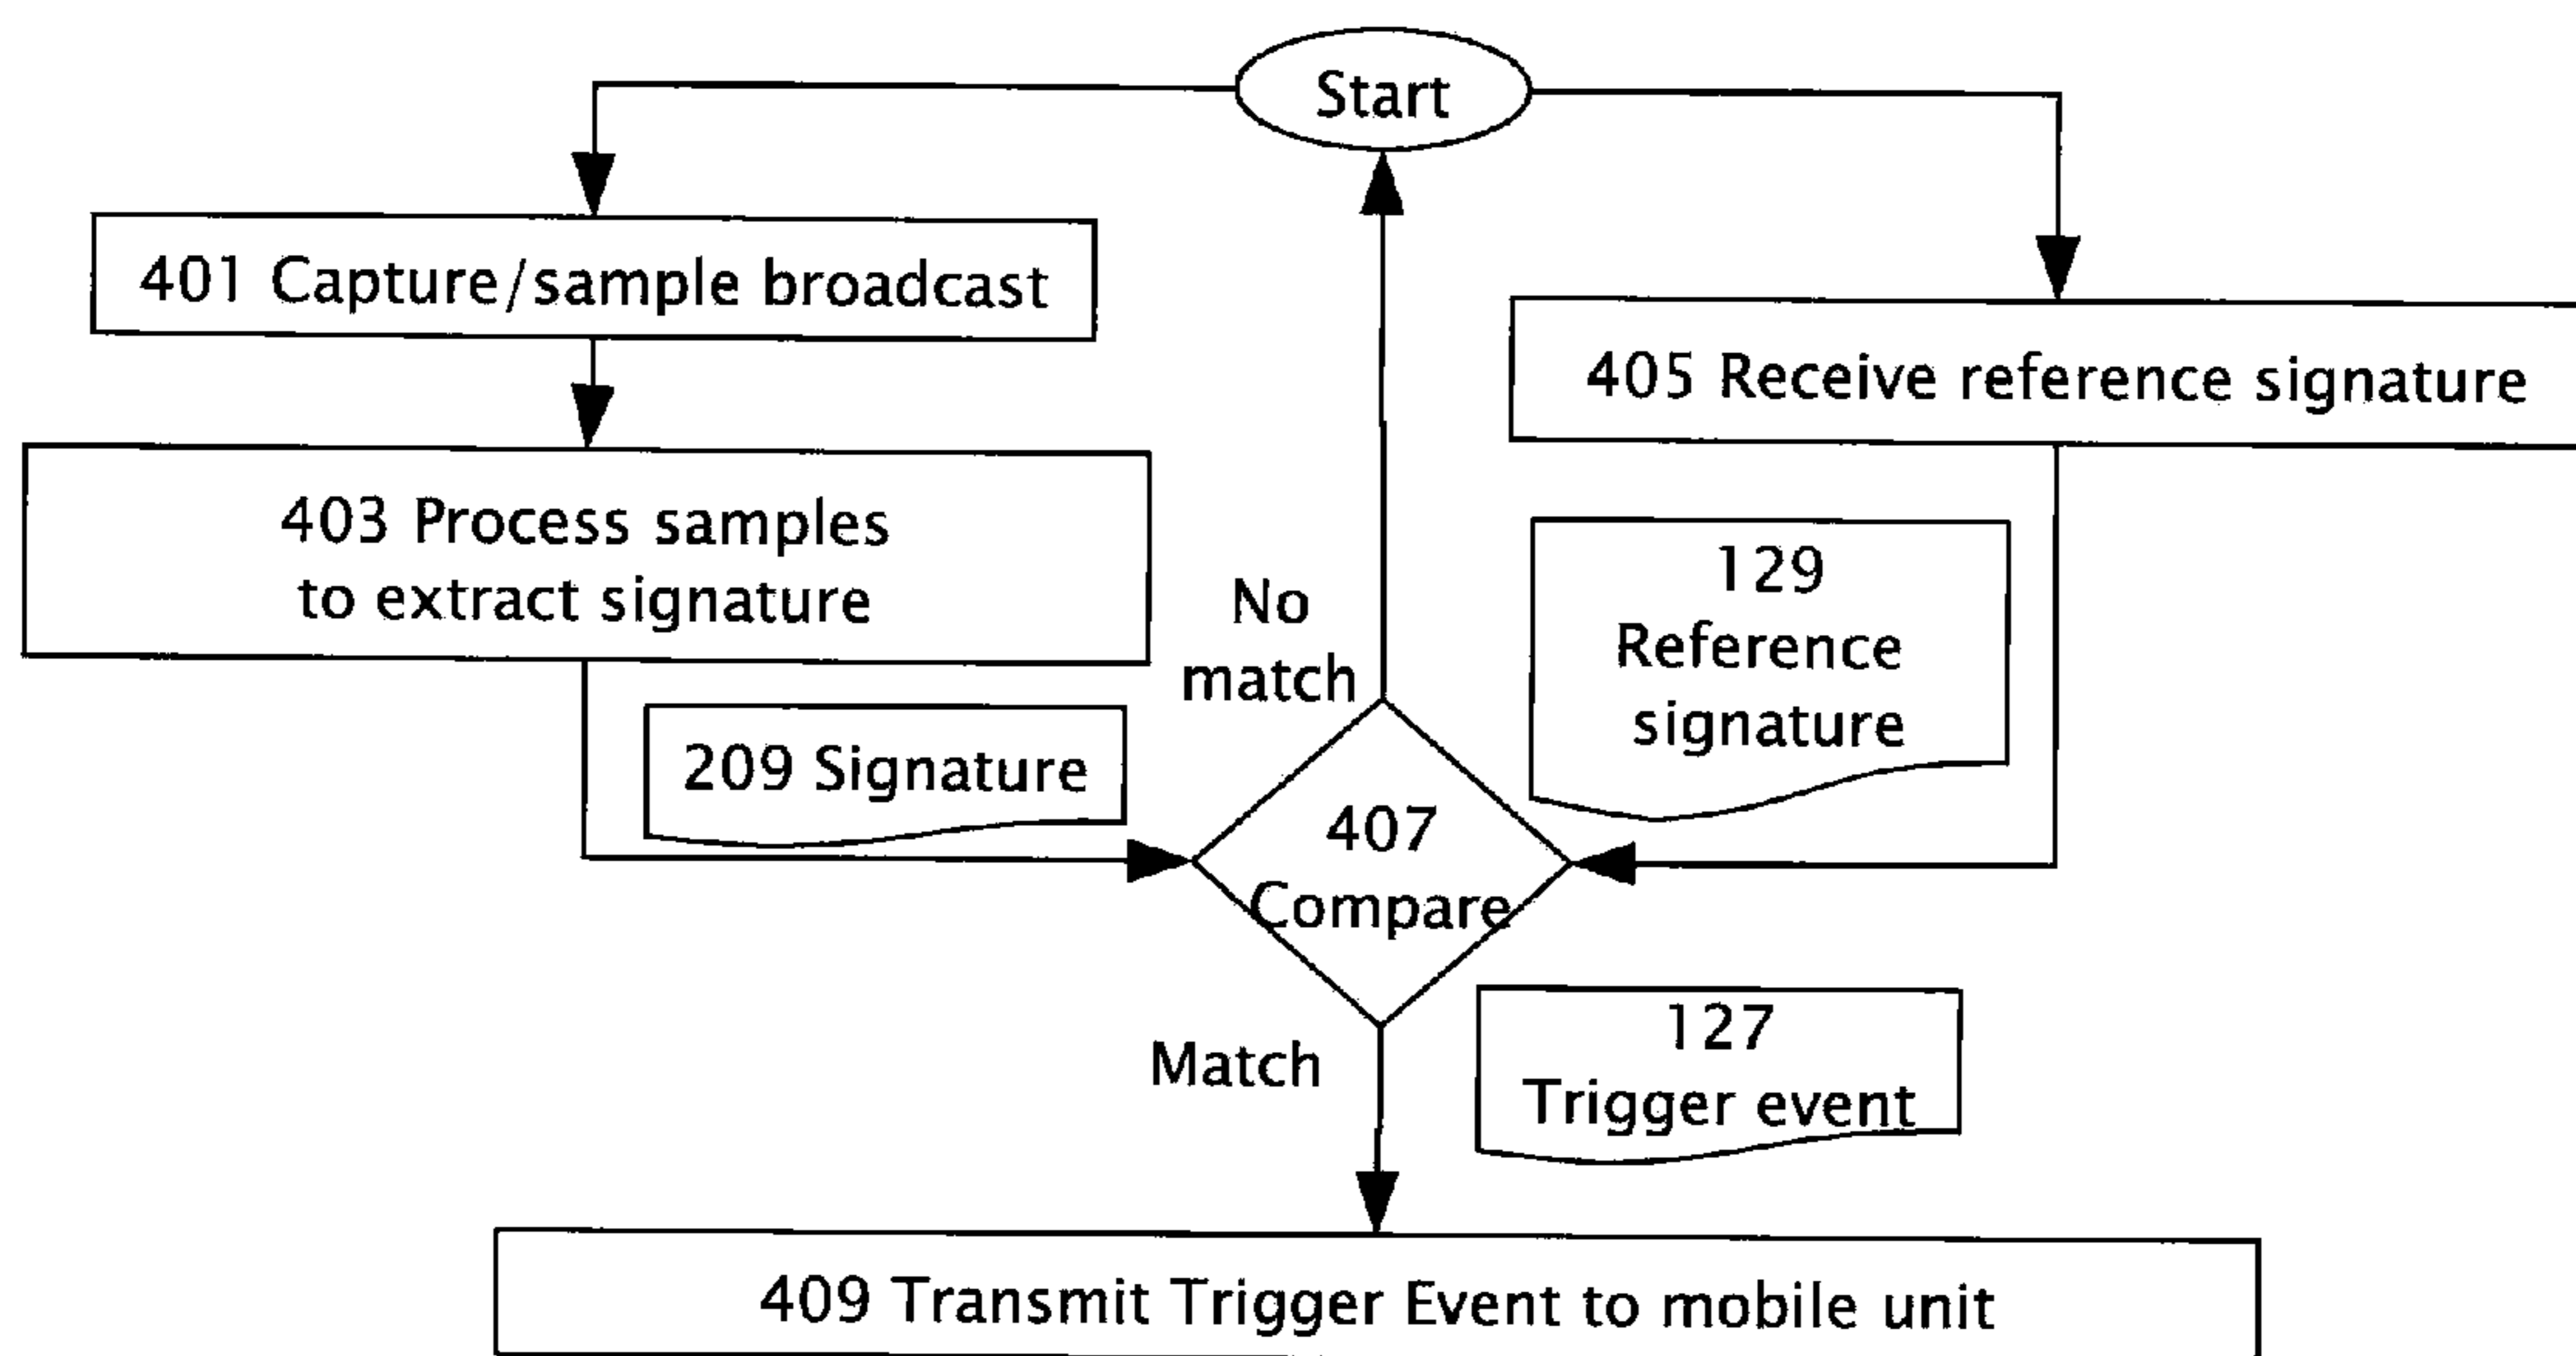 Start
401 Capture/sample broadcast
405 Receive reference signature
403 Process samples
to extract signature
129
Reference
signature
No
match
209 Signature
407
Compare
127
Trigger event
Match
409 Transmit Trigger Event to mobile unit